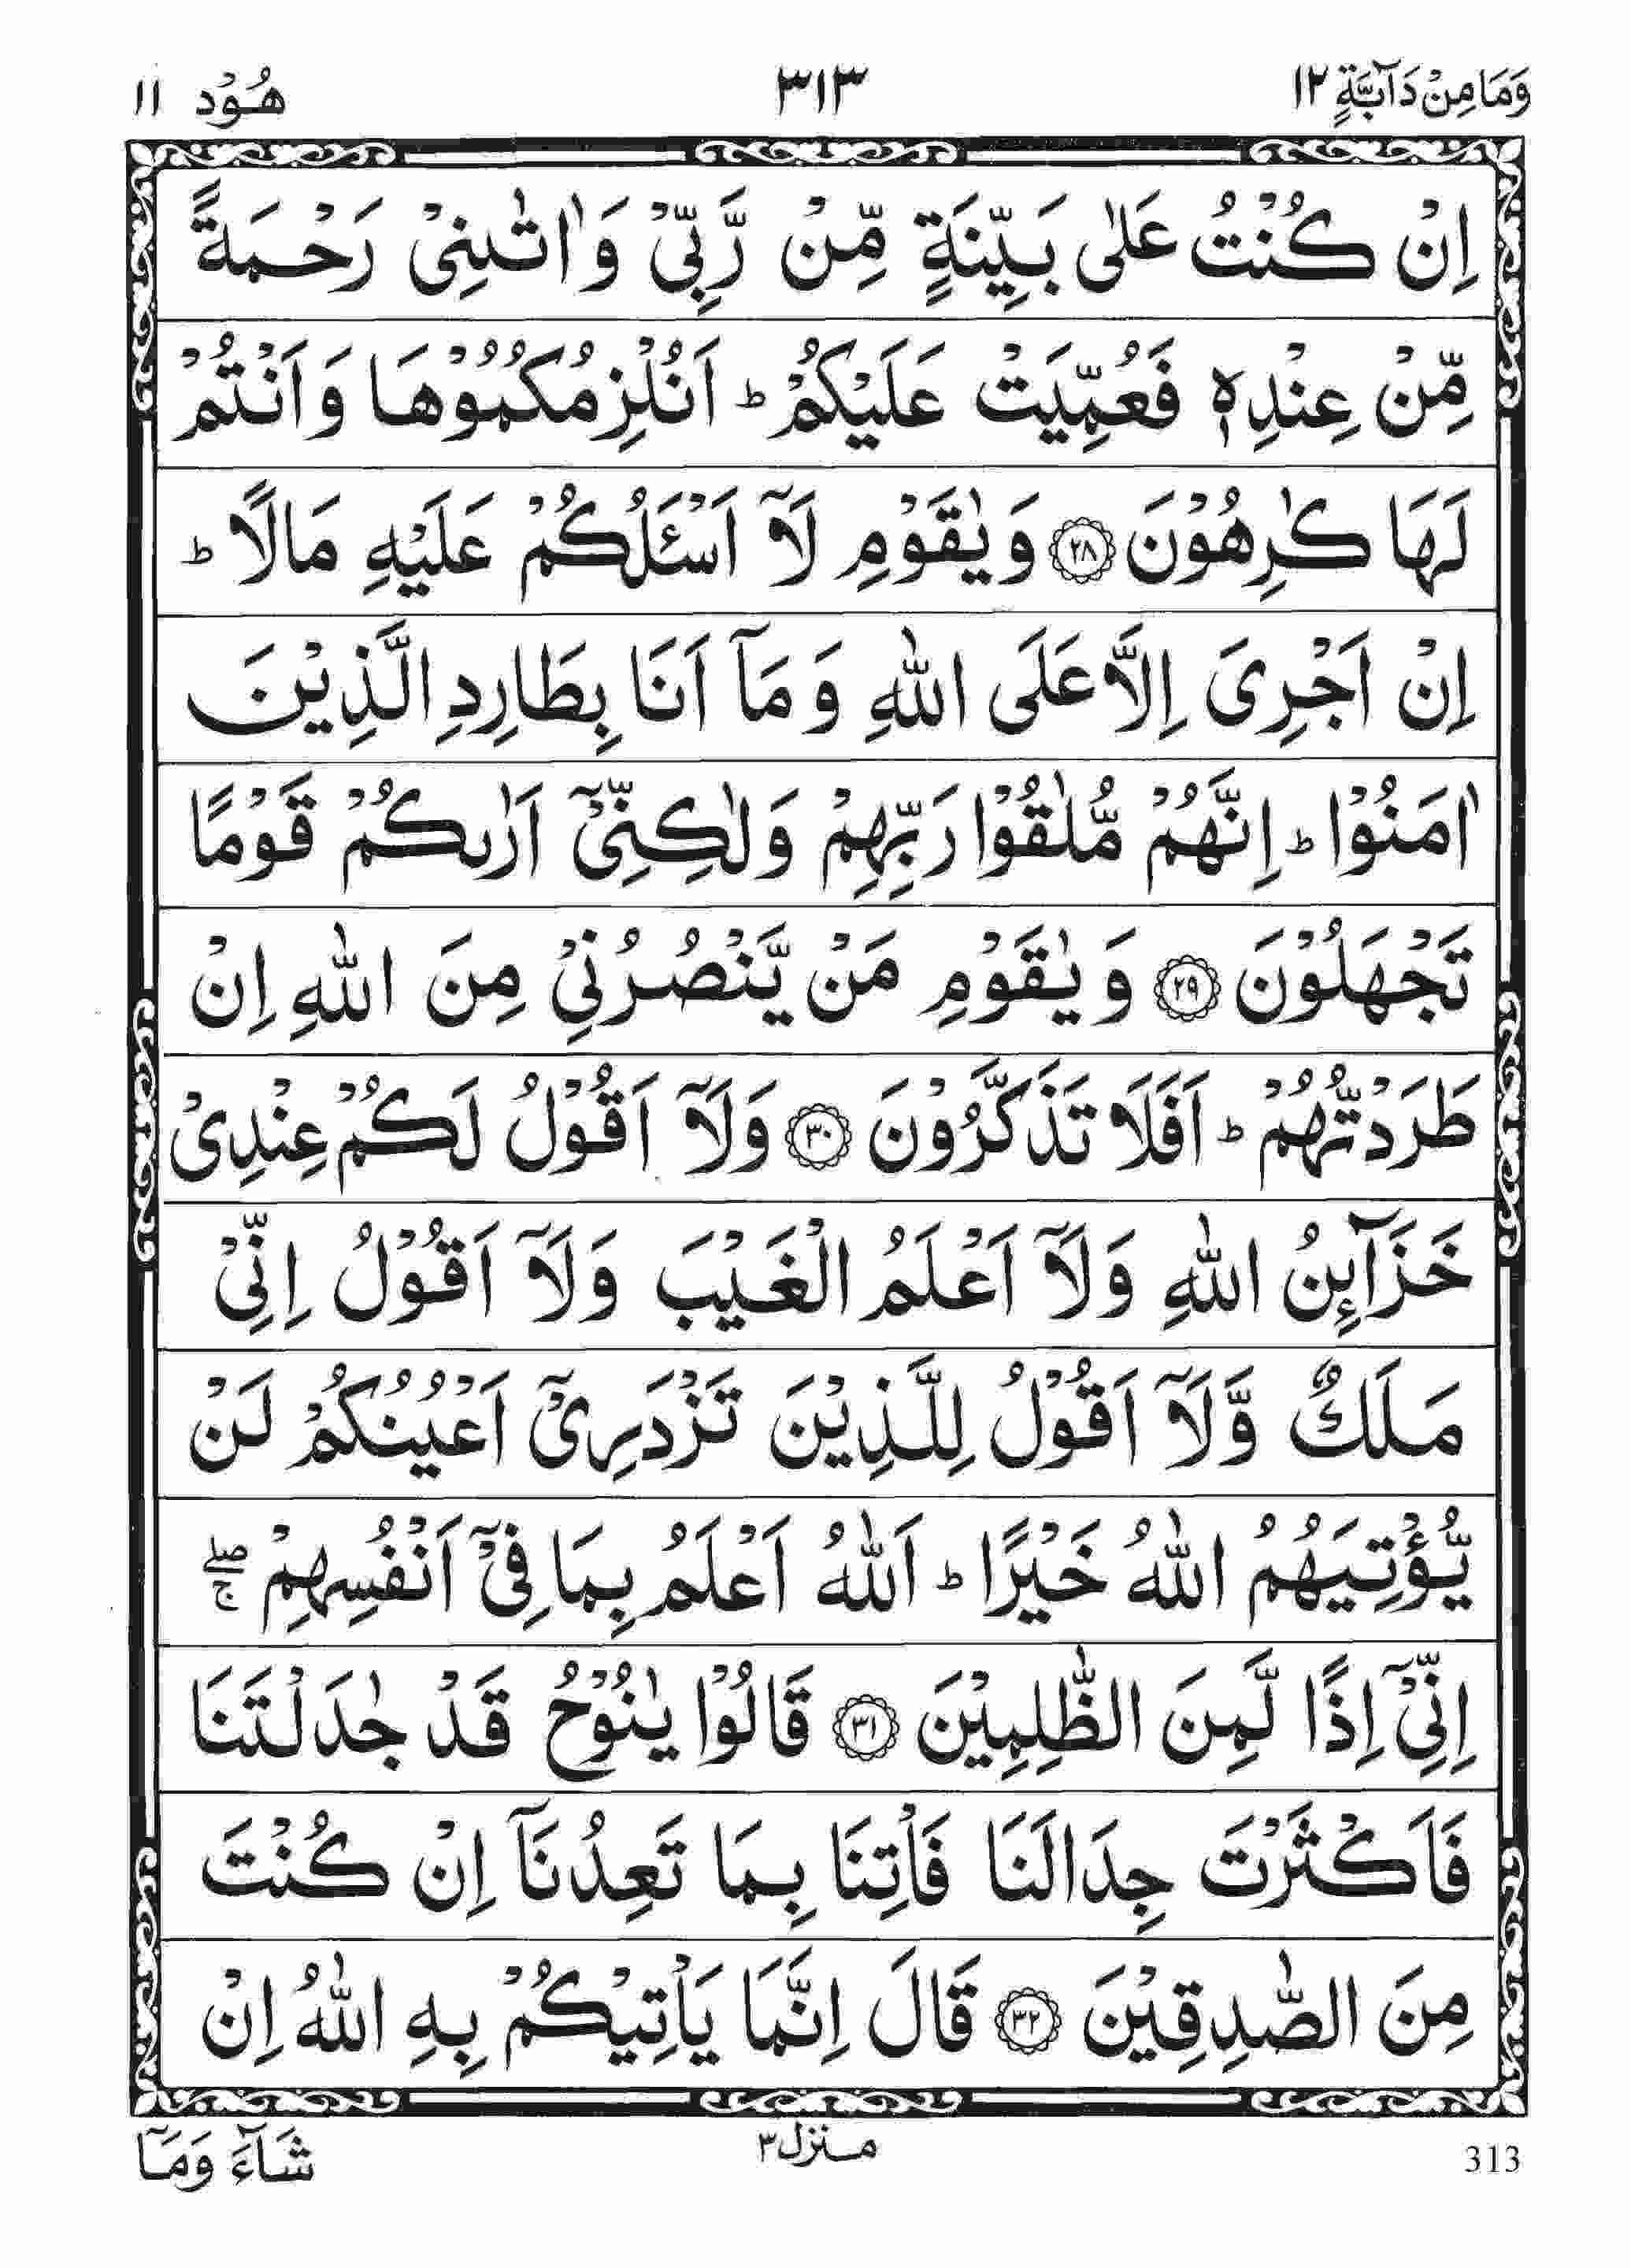 وَمَا مِنْ دَآبَّةٍ ١٢ ٣١٣ هُوْد ١١
اِنْ كُنْتُ عَلٰى بَيِّنَةٍ مِّنْ رَّبِّىْ وَاٰتٰىنِىْ رَحْمَةً
مِّنْ عِنْدِهٖ فَعُمِّيَتْ عَلَيْكُمْ ؕ اَنُلْزِمُكُمُوْهَا وَاَنْتُمْ
لَهَا كٰرِهُوْنَ ﴿٢٨﴾ وَيٰقَوْمِ لَاۤ اَسْـَٔلُكُمْ عَلَيْهِ مَالًا ؕ
اِنْ اَجْرِىَ اِلَّا عَلَى اللّٰهِ وَمَاۤ اَنَا بِطَارِدِ الَّذِيْنَ
اٰمَنُوْا ؕ اِنَّهُمْ مُّلٰقُوْا رَبِّهِمْ وَلٰكِنِّىْۤ اَرٰىكُمْ قَوْمًا
تَجْهَلُوْنَ ﴿٢٩﴾ وَيٰقَوْمِ مَنْ يَّنْصُرُنِىْ مِنَ اللّٰهِ اِنْ
طَرَدْتُّهُمْ ؕ اَفَلَا تَذَكَّرُوْنَ ﴿٣٠﴾ وَلَاۤ اَقُوْلُ لَكُمْ عِنْدِىْ
خَزَآئِنُ اللّٰهِ وَلَاۤ اَعْلَمُ الْغَيْبَ وَلَاۤ اَقُوْلُ اِنِّىْ
مَلَكٌ وَّلَاۤ اَقُوْلُ لِلَّذِيْنَ تَزْدَرِىْۤ اَعْيُنُكُمْ لَنْ
يُّؤْتِيَهُمُ اللّٰهُ خَيْرًا ؕ اَللّٰهُ اَعْلَمُ بِمَا فِىْۤ اَنْفُسِهِمْ ۖۚ
اِنِّىْۤ اِذًا لَّمِنَ الظّٰلِمِيْنَ ﴿٣١﴾ قَالُوْا يٰنُوْحُ قَدْ جٰدَلْتَنَا
فَاَكْثَرْتَ جِدَالَنَا فَاْتِنَا بِمَا تَعِدُنَاۤ اِنْ كُنْتَ
مِنَ الصّٰدِقِيْنَ ﴿٣٢﴾ قَالَ اِنَّمَا يَاْتِيْكُمْ بِهِ اللّٰهُ اِنْ
313 مـنزل٣ شَآءَ وَمَاۤ